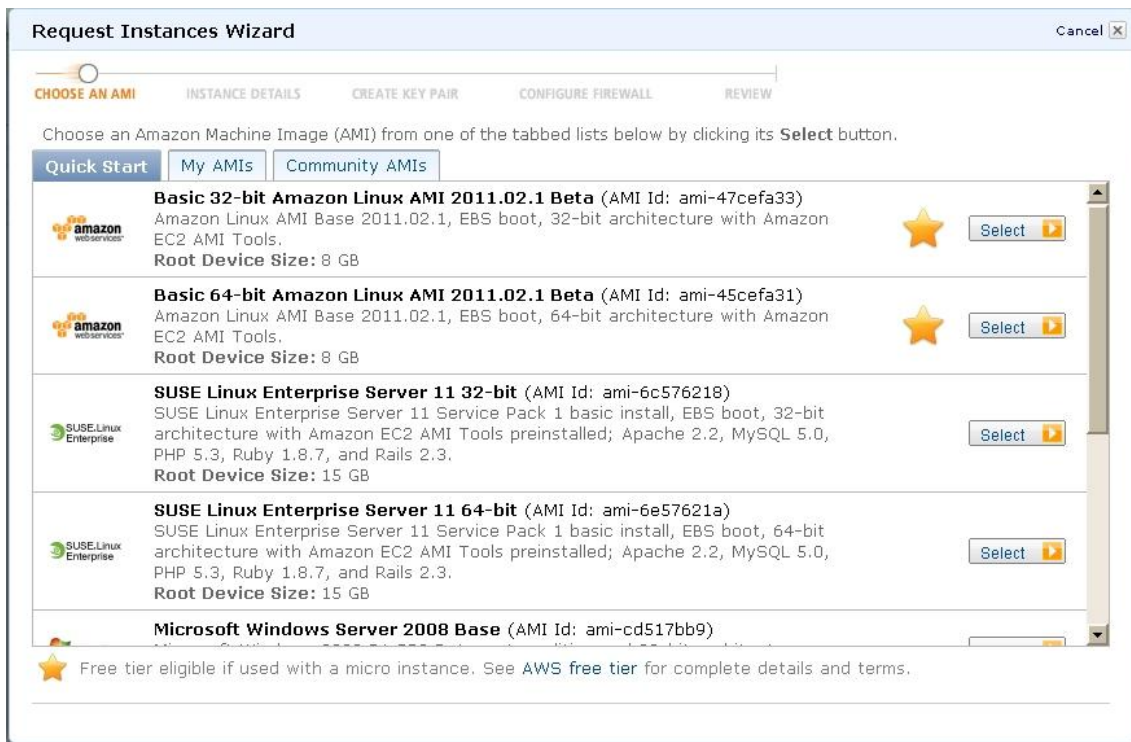 Request Instances Wizard
Cancel
CHOOSE AN AMI INSTANCE DETAILS CREATE KEY PAIR CONFIGURE FIREWALL REVIEW
Choose an Amazon Machine Image (AMI) from one of the tabbed lists below by clicking its Select button.
Quick Start My AMIs Community AMIs
Basic 32-bit Amazon Linux AMI 2011.02.1 Beta (AMI Id: ami-47cefa33)
amazon webservices
Amazon Linux AMI Base 2011.02.1, EBS boot, 32-bit architecture with Amazon
EC2 AMI Tools.
Root Device Size: 8 GB
Select
Basic 64-bit Amazon Linux AMI 2011.02.1 Beta (AMI Id: ami-45cefa31)
amazon webservices
Amazon Linux AMI Base 2011.02.1, EBS boot, 64-bit architecture with Amazon
EC2 AMI Tools.
Root Device Size: 8 GB
Select
SUSE Linux Enterprise Server 11 32-bit (AMI Id: ami-6c576218)
SUSE Linux Enterprise Server 11 Service Pack 1 basic install, EBS boot, 32-bit
SUSE.Linux Enterprise
architecture with Amazon EC2 AMI Tools preinstalled; Apache 2.2, MySQL 5.0,
PHP 5.3, Ruby 1.8.7, and Rails 2.3.
Root Device Size: 15 GB
Select
SUSE Linux Enterprise Server 11 64-bit (AMI Id: ami-6e57621a)
SUSE Linux Enterprise Server 11 Service Pack 1 basic install, EBS boot, 64-bit
SUSE.Linux Enterprise
architecture with Amazon EC2 AMI Tools preinstalled; Apache 2.2, MySQL 5.0,
PHP 5.3, Ruby 1.8.7, and Rails 2.3.
Root Device Size: 15 GB
Select
Microsoft Windows Server 2008 Base (AMI Id: ami-cd517bb9)
Free tier eligible if used with a micro instance. See AWS free tier for complete details and terms.